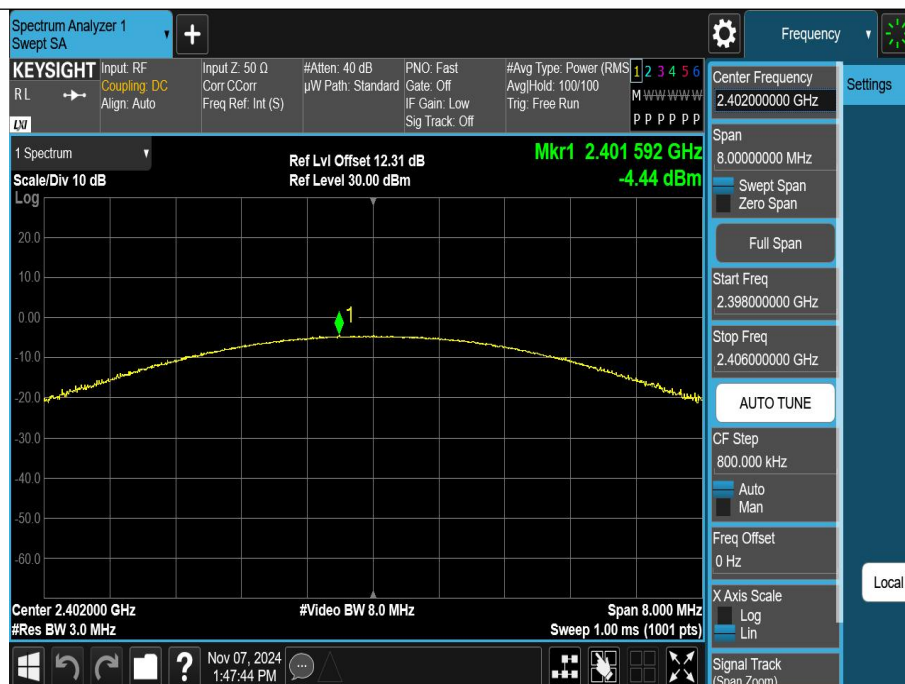 Spectrum Analyzer 1
Swept SA
+
Frequency
KEYSIGHT
RL
LXI
Input: RF
Coupling: DC
Align: Auto
Input Z: 50 Ω
Corr CCorr
Freq Ref: Int (S)
#Atten: 40 dB
µW Path: Standard
PNO: Fast
Gate: Off
IF Gain: Low
Sig Track: Off
#Avg Type: Power (RMS
Avg|Hold: 100/100
Trig: Free Run
1 2 3 4 5 6
M W W W W W
P P P P P P
1 Spectrum
Scale/Div 10 dB
Log
Ref Lvl Offset 12.31 dB
Ref Level 30.00 dBm
Mkr1 2.401 592 GHz
-4.44 dBm
20.0
10.0
0.00
1
-10.0
-20.0
-30.0
-40.0
-50.0
-60.0
Center 2.402000 GHz
#Res BW 3.0 MHz
#Video BW 8.0 MHz
Span 8.000 MHz
Sweep 1.00 ms (1001 pts)
?
Nov 07, 2024
1:47:44 PM
Center Frequency
2.402000000 GHz
Settings
Span
8.00000000 MHz
Swept Span
Zero Span
Full Span
Start Freq
2.398000000 GHz
Stop Freq
2.406000000 GHz
AUTO TUNE
CF Step
800.000 kHz
Auto
Man
Freq Offset
0 Hz
Local
X Axis Scale
Log
Lin
Signal Track
(Span Zoom)